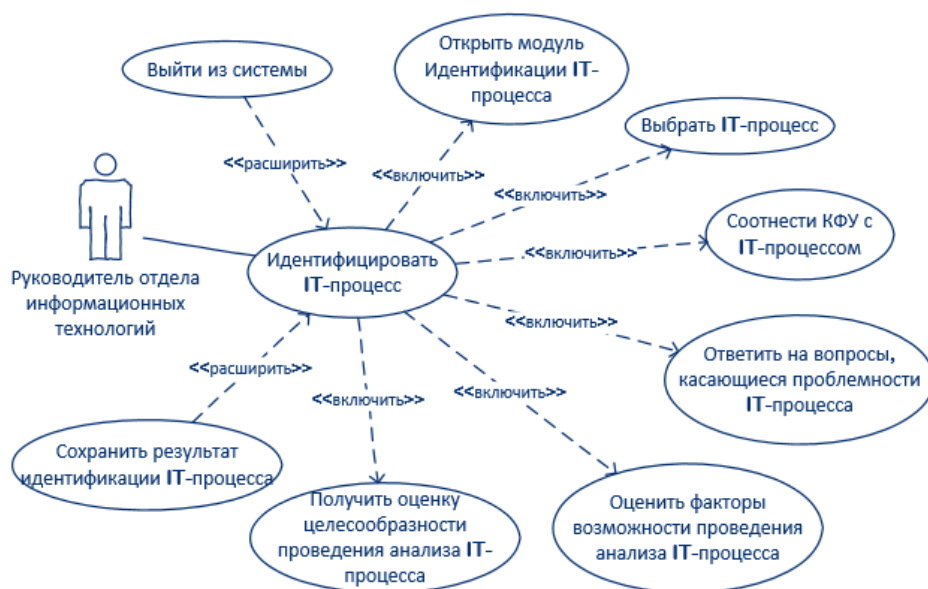 Открыть модуль
Идентификации IT-
процесса
Выйти из системы
Выбрать IT-процесс
<<расширить>>
<<включить>>
<<включить>>
Соотнести КФУ с
IT-процессом
<<включить>>
Идентифицировать
IT-процесс
Руководитель отдела
информационных
технологий
<<включить>>
Ответить на вопросы,
касающиеся проблемности
IT-процесса
<<расширить>>
<<включить>>
<<включить>>
Сохранить результат
идентификации IT-процесса
Получить оценку
целесообразности
проведения анализа IT-
процесса
Оценить факторы
возможности проведения
анализа IT-процесса